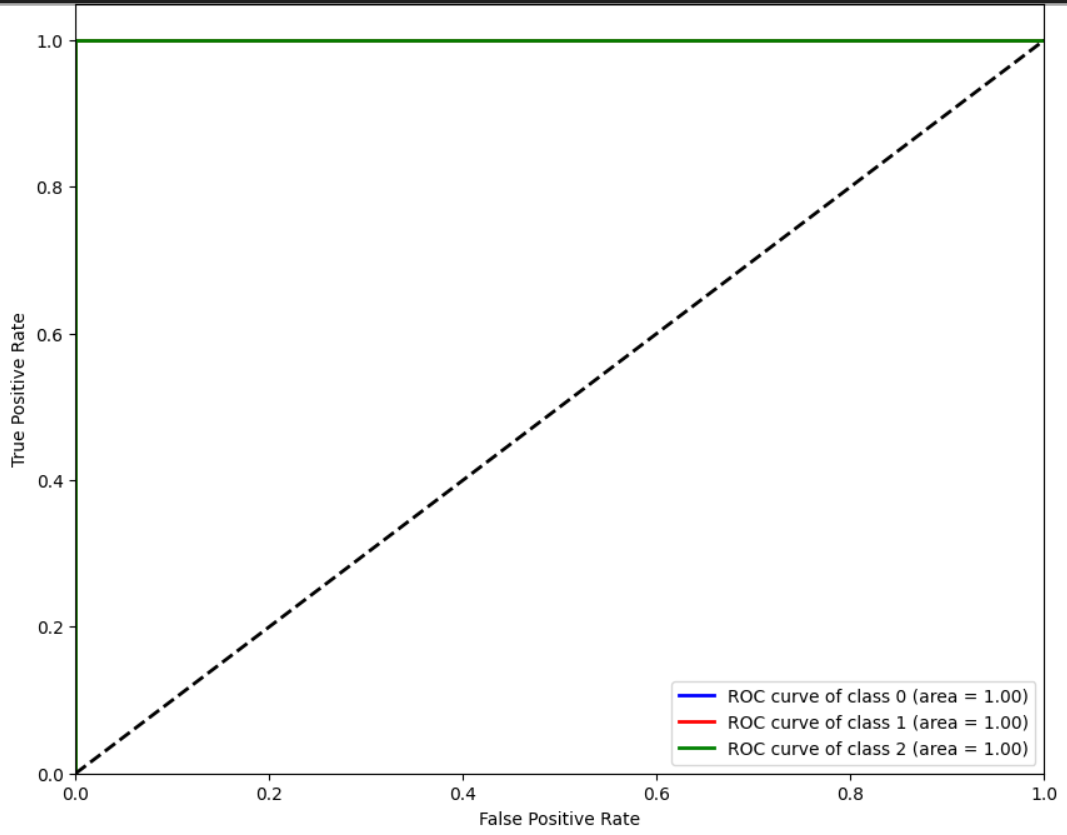 1.0
0.8
0.6
0.4
0.2
0.0
True Positive Rate
ROC curve of class 0 (area = 1.00)
ROC curve of class 1 (area = 1.00)
ROC curve of class 2 (area = 1.00)
0.0 0.2 0.4 0.6 0.8 1.0
False Positive Rate